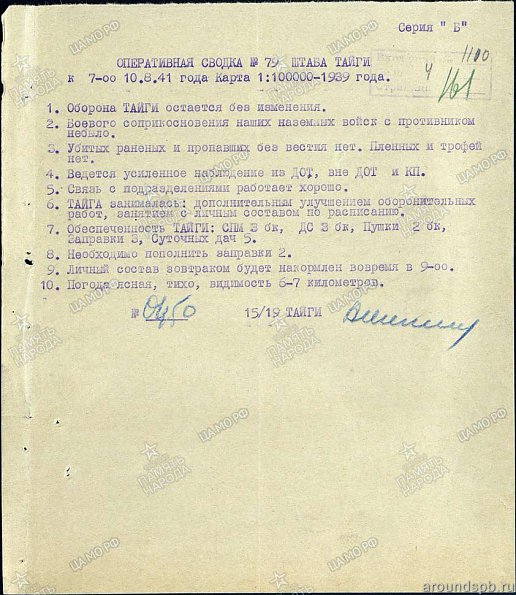 Серия " Б"
1100
4
161
ОПЕРАТИВНАЯ СВОДКА № 79 ШТАБА ТАЙГИ
к 7-оо 10.8.41 года Карта 1:100000-1939 года.
1. Оборона ТАЙГИ остается без изменения.
2. Боевого соприкосновения наших наземных войск с противником
небыло.
3. Убитых раненых и пропавших без вестия нет. Пленных и трофей
нет.
4. Ведется усиленное наблюдение из ДОТ, вне ДОТ и КП.
5. Связь с подразделениями работает хорошо.
6. ТАЙГА занималась: дополнительным улучшением оборонительных
работ, занятием с личным составом по расписанию.
7. Обеспеченность ТАЙГИ: СПМ 3 бк, ДС 3 бк, Пушки 2 бк,
Заправки 3, Суточных дач 5.
8. Необходимо пополнить заправки 2.
9. Личный состав зовтраком будет накормлен вовремя в 9-оо.
10. Погода ясная, тихо, видимость 6-7 километров.
№ 15/19 ТАЙГИ
ПАМЯТЬ НАРОДА
ЦАМО.РФ
aroundspb.ru